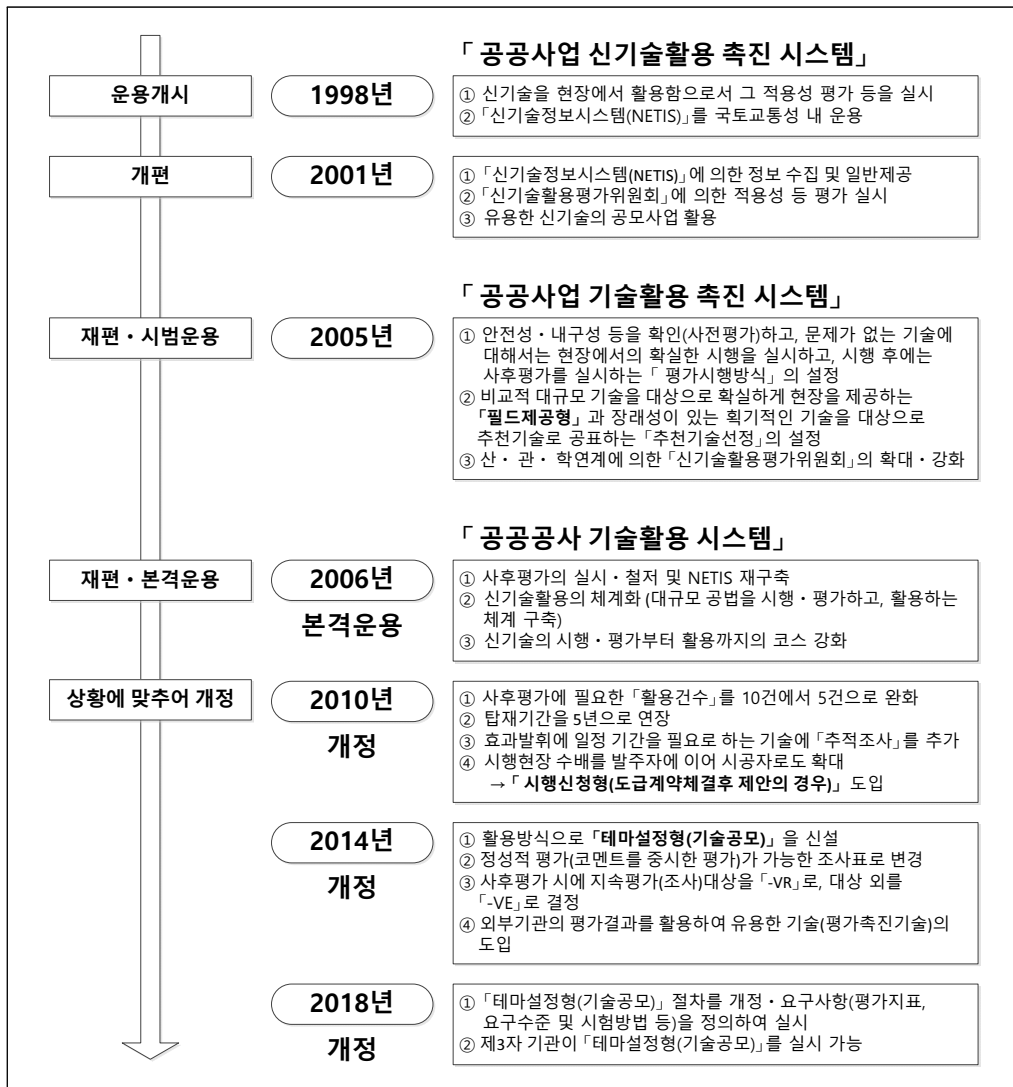 「 공공사업 신기술활용 촉진 시스템」
운용개시
1998년
① 신기술을 현장에서 활용함으로서 그 적용성 평가 등을 실시
②「신기술정보시스템(NETIS)」를 국토교통성 내 운용
개편
2001년
①「신기술정보시스템(NETIS)」에 의한 정보 수집 및 일반제공
②「신기술활용평가위원회」에 의한 적용성 등 평가 실시
③ 유용한 신기술의 공모사업 활용
「 공공사업 기술활용 촉진 시스템」
재편・시범운용
2005년
① 안전성・내구성 등을 확인(사전평가)하고, 문제가 없는 기술에
대해서는 현장에서의 확실한 시행을 실시하고, 시행 후에는
사후평가를 실시하는「 평가시행방식」의 설정
② 비교적 대규모 기술을 대상으로 확실하게 현장을 제공하는
「필드제공형」과 장래성이 있는 획기적인 기술을 대상으로
추천기술로 공표하는「추천기술선정」의 설정
③ 산・ 관・ 학연계에 의한「신기술활용평가위원회」의 확대・강화
「 공공공사 기술활용 시스템」
재편・본격운용
2006년
본격운용
① 사후평가의 실시・철저 및 NETIS 재구축
② 신기술활용의 체계화 (대규모 공법을 시행・평가하고, 활용하는
체계 구축)
③ 신기술의 시행・평가부터 활용까지의 코스 강화
상황에 맞추어 개정
2010년
개정
① 사후평가에 필요한「활용건수」를 10건에서 5건으로 완화
② 탑재기간을 5년으로 연장
③ 효과발휘에 일정 기간을 필요로 하는 기술에「추적조사」를 추가
④ 시행현장 수배를 발주자에 이어 시공자로도 확대
→「 시행신청형(도급계약체결후 제안의 경우)」도입
2014년
개정
① 활용방식으로「테마설정형(기술공모)」을 신설
② 정성적 평가(코멘트를 중시한 평가)가 가능한 조사표로 변경
③ 사후평가 시에 지속평가(조사)대상을「-VR」로, 대상 외를
「-VE」로 결정
④ 외부기관의 평가결과를 활용하여 유용한 기술(평가촉진기술)의
도입
2018년
개정
①「테마설정형(기술공모)」절차를 개정・요구사항(평가지표,
요구수준 및 시험방법 등)을 정의하여 실시
② 제3자 기관이「테마설정형(기술공모)」를 실시 가능